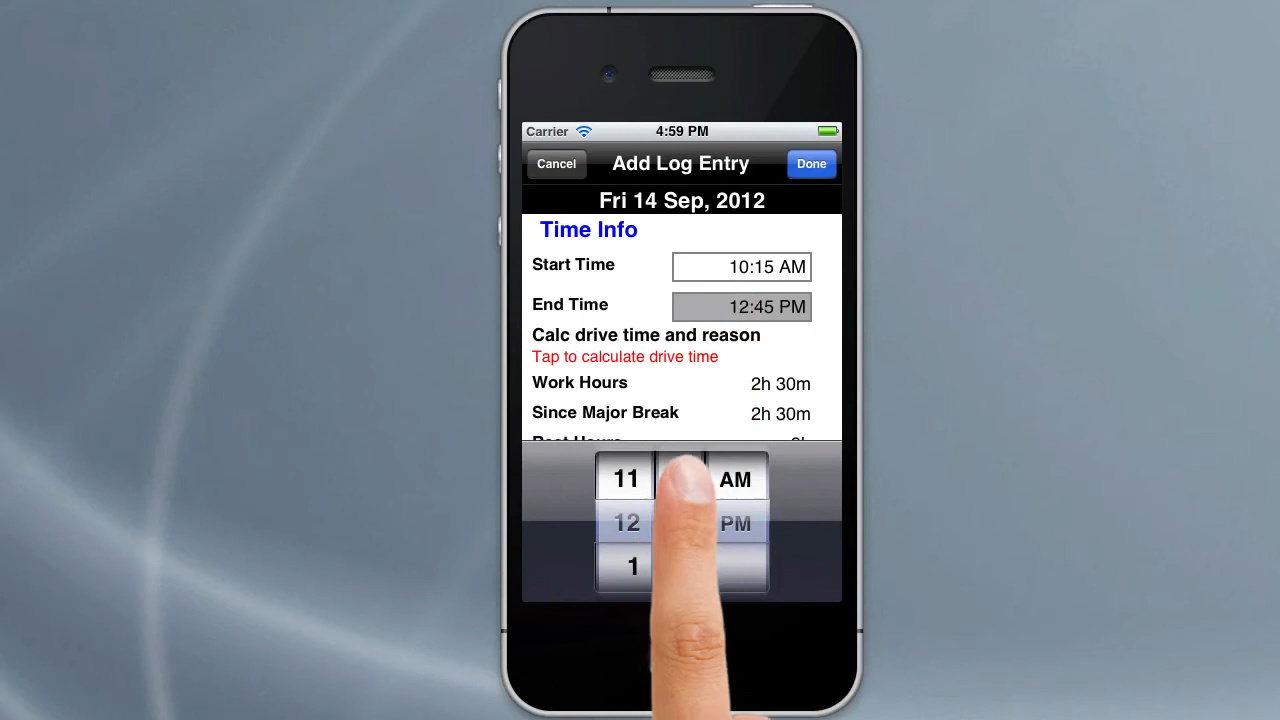 Carrier 4:59 PM
Cancel Add Log Entry Done
Fri 14 Sep, 2012
Time Info
Start Time 10:15 AM
End Time 12:45 PM
Calc drive time and reason
Tap to calculate drive time
Work Hours 2h 30m
Since Major Break 2h 30m
11 AM
12 PM
1